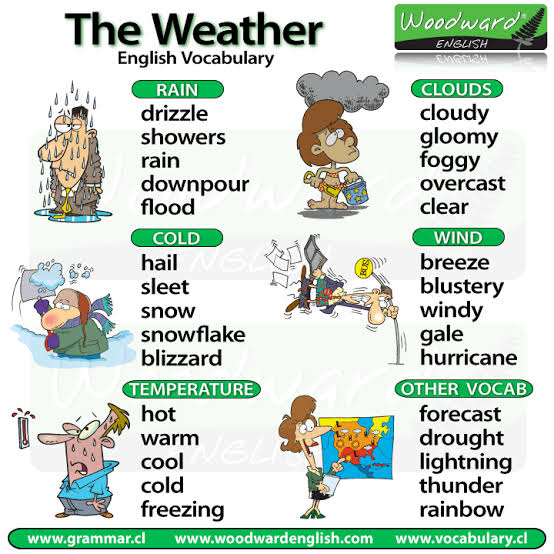 The Weather
English Vocabulary
Woodward®
ENGLISH
RAIN
drizzle
showers
rain
downpour
flood
CLOUDS
cloudy
gloomy
foggy
overcast
clear
COLD
hail
sleet
snow
snowflake
blizzard
WIND
BUS
breeze
blustery
windy
gale
hurricane
TEMPERATURE
hot
warm
cool
cold
freezing
OTHER VOCAB
forecast
drought
lightning
thunder
rainbow
www.grammar.cl www.woodwardenglish.com www.vocabulary.cl